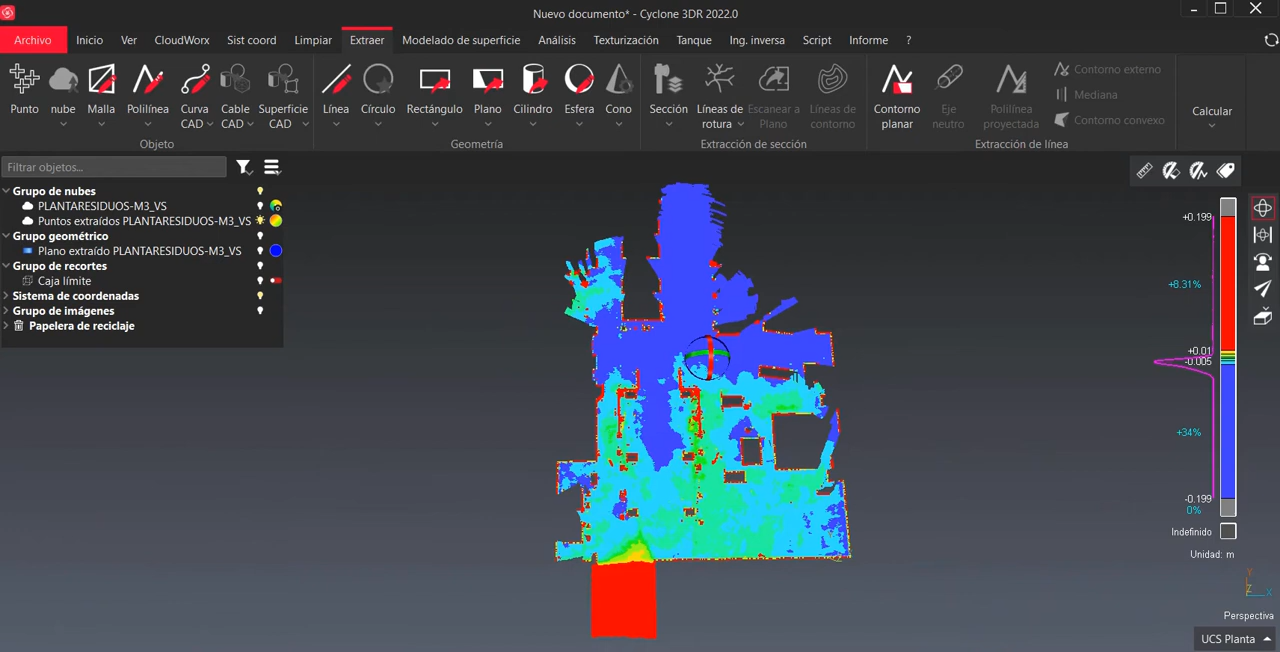 Nuevo documento* - Cyclone 3DR 2022.0
Archivo Inicio Ver CloudWorx Sist coord Limpiar Extraer Modelado de superficie Análisis Texturización Tanque Ing. inversa Script Informe ?
Punto nube Malla Polilínea Curva CAD Cable CAD Superficie CAD
Objeto
Línea Círculo Rectángulo Plano Cilindro Esfera Cono
Geometría
Sección Líneas de rotura Escanear a Plano Líneas de contorno
Extracción de sección
Contorno planar Eje neutro Polilínea proyectada
Contorno externo
Mediana
Contorno convexo
Extracción de línea
Calcular
Filtrar objetos...
Grupo de nubes
PLANTARESIDUOS-M3_VS
Puntos extraídos PLANTARESIDUOS-M3_VS
Grupo geométrico
Plano extraído PLANTARESIDUOS-M3_VS
Grupo de recortes
Caja límite
Sistema de coordenadas
Grupo de imágenes
Papelera de reciclaje
+0.199
+8.31%
+0.01
-0.005
+34%
-0.199
0%
Indefinido
Unidad: m
Y
Z X
Perspectiva
UCS Planta